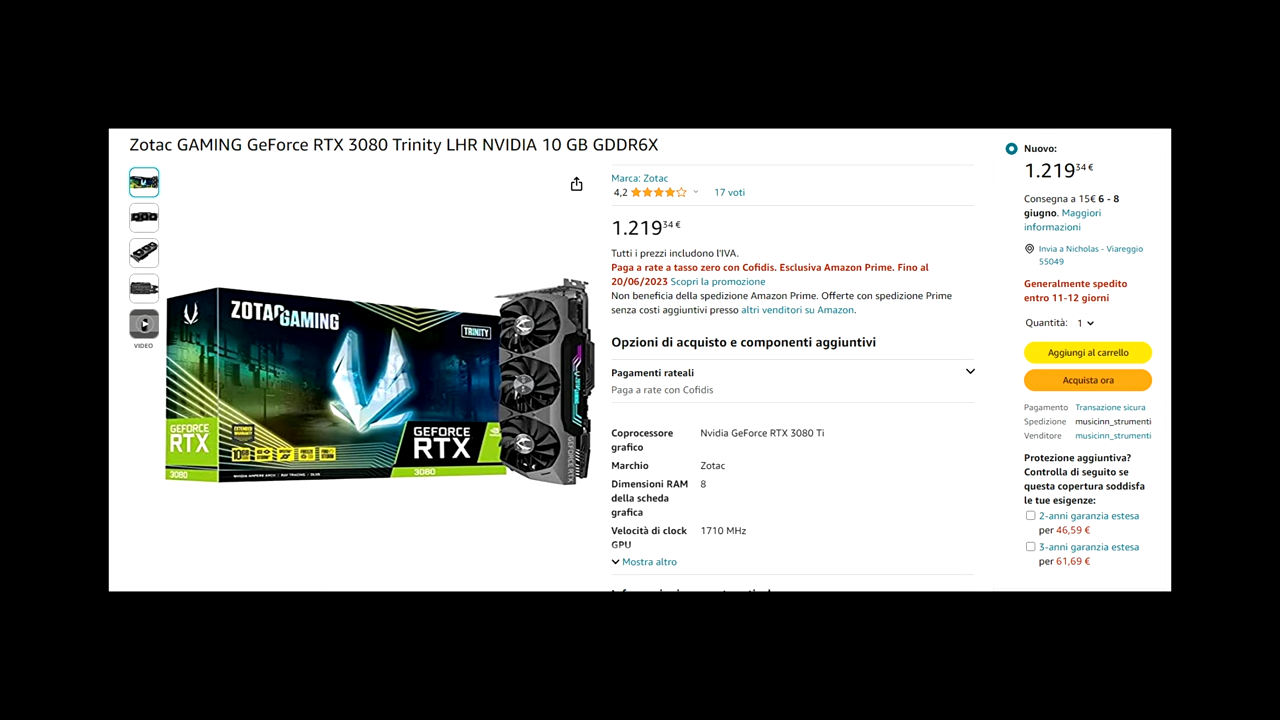 Zotac GAMING GeForce RTX 3080 Trinity LHR NVIDIA 10 GB GDDR6X
VIDEO
ZOTAC GAMING
TRINITY
GEFORCE
RTX
3080
10GB
GEFORCE
RTX
3080
GEFORCE RTX
Marca: Zotac
4,2
17 voti
1.21934 €
Tutti i prezzi includono l'IVA.
Paga a rate a tasso zero con Cofidis. Esclusiva Amazon Prime. Fino al
20/06/2023 Scopri la promozione
Non beneficia della spedizione Amazon Prime. Offerte con spedizione Prime
senza costi aggiuntivi presso altri venditori su Amazon.
Opzioni di acquisto e componenti aggiuntivi
Pagamenti rateali
Paga a rate con Cofidis
Coprocessore Nvidia GeForce RTX 3080 Ti
grafico
Marchio Zotac
Dimensioni RAM 8
della scheda
grafica
Velocità di clock 1710 MHz
GPU
Mostra altro
Nuovo:
1.21934 €
Consegna a 15€ 6 - 8
giugno. Maggiori
informazioni
Invia a Nicholas - Viareggio
55049
Generalmente spedito
entro 11-12 giorni
Quantità: 1
Aggiungi al carrello
Acquista ora
Pagamento Transazione sicura
Spedizione musicinn_strumenti
Venditore musicinn_strumenti
Protezione aggiuntiva?
Controlla di seguito se
questa copertura soddisfa
le tue esigenze:
2-anni garanzia estesa
per 46,59 €
3-anni garanzia estesa
per 61,69 €